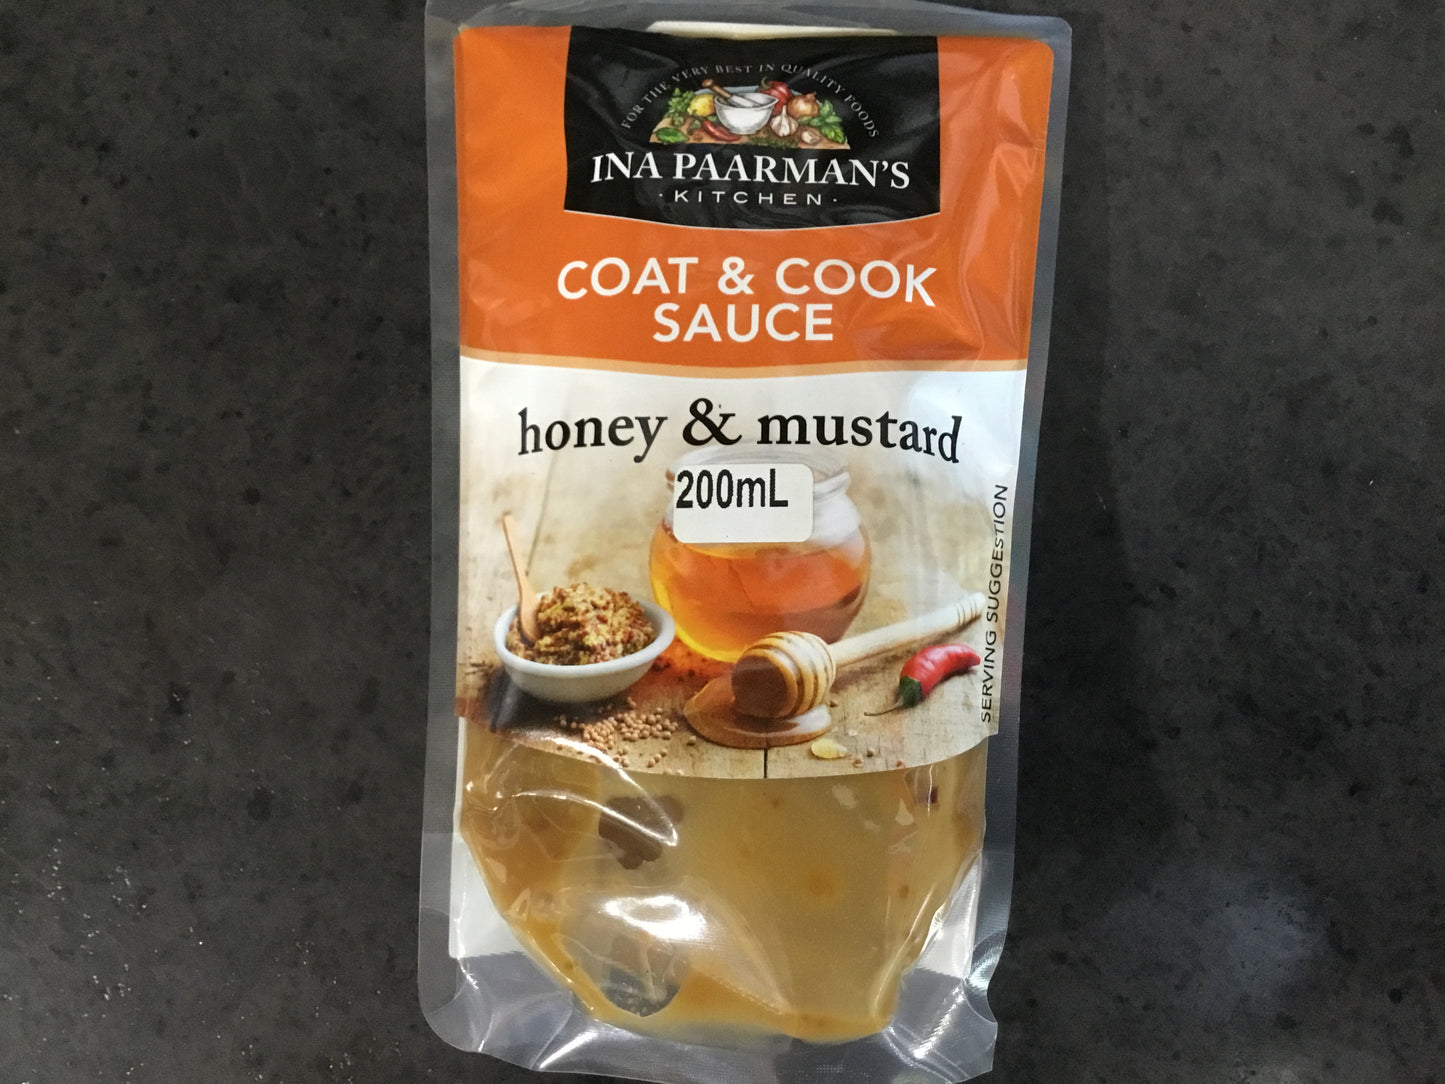 FOR THE VERY BEST IN QUALITY FOODS
INA PAARMAN'S
·KITCHEN·
COAT & COOK
SAUCE
honey & mustard
200mL
SERVING SUGGESTION